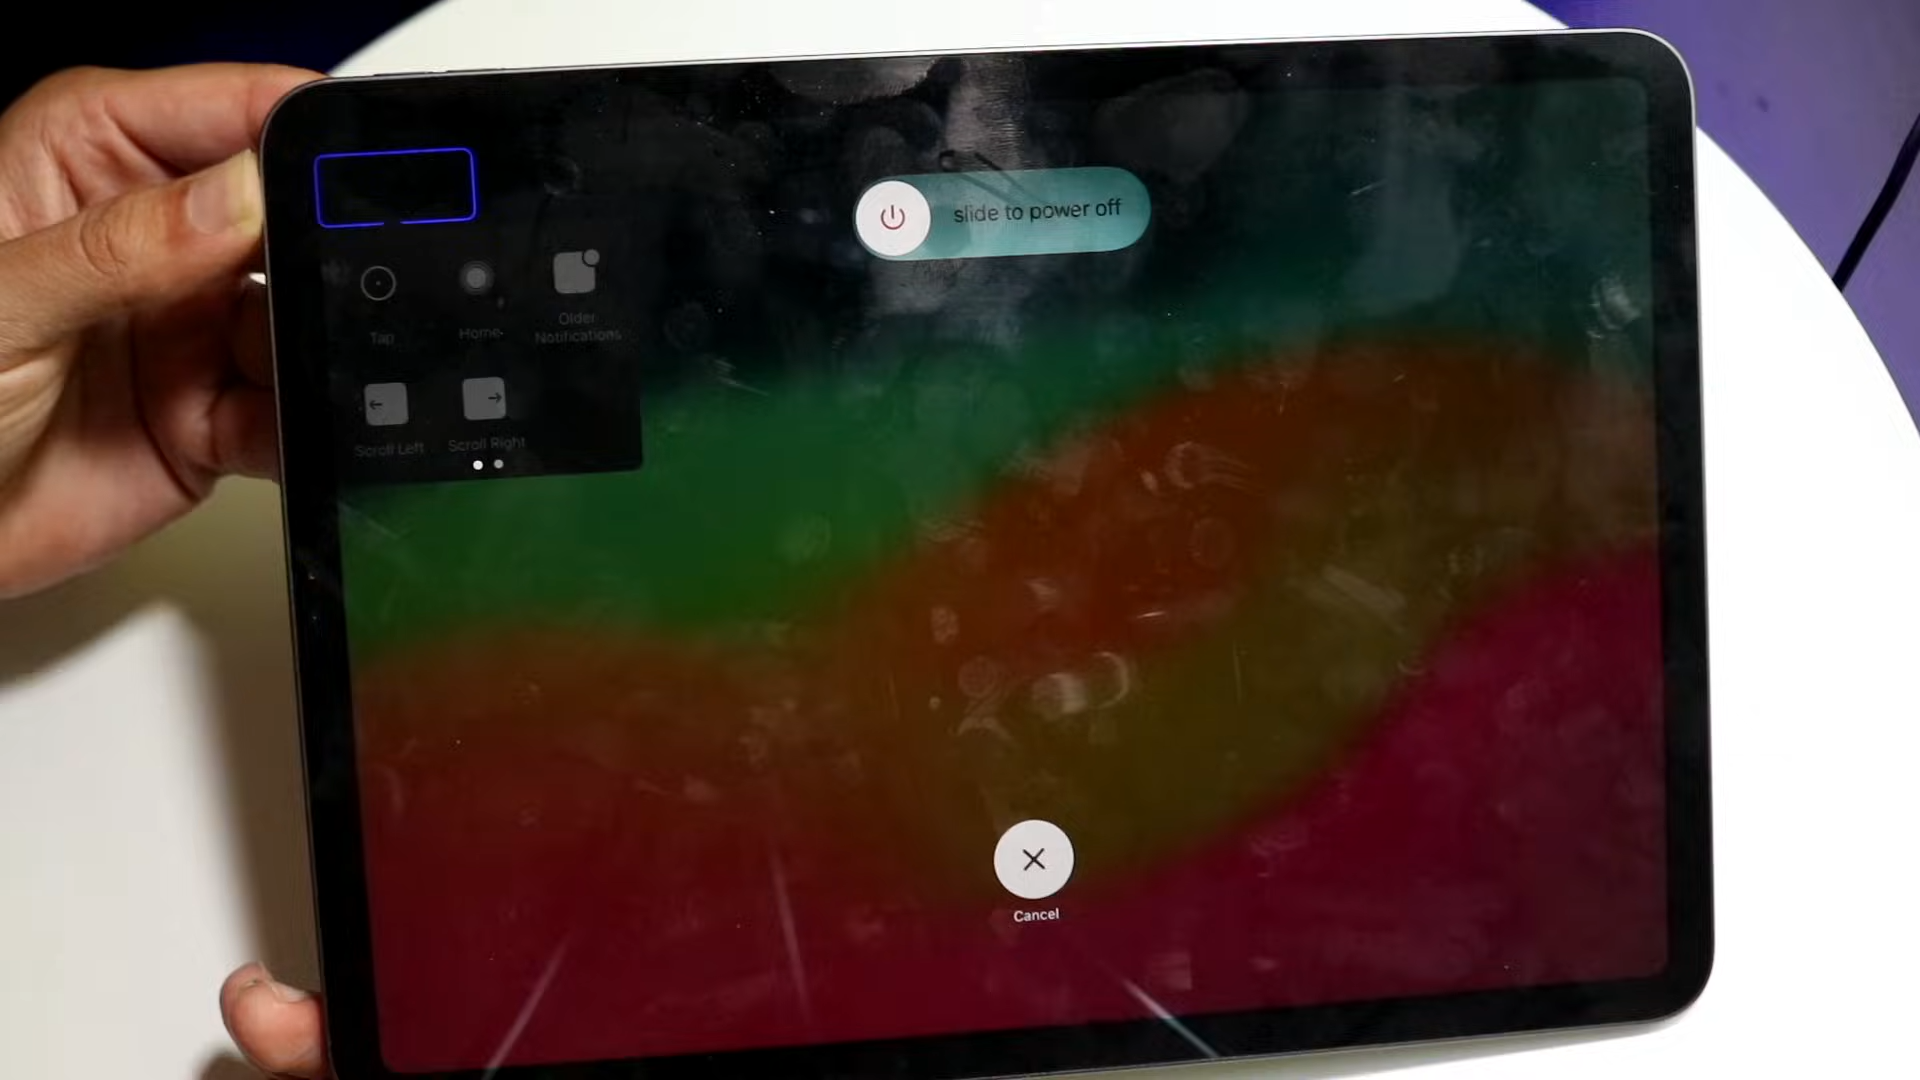 slide to power off
Tap
Home
Older
Notifications
Scroll Left
Scroll Right
Cancel